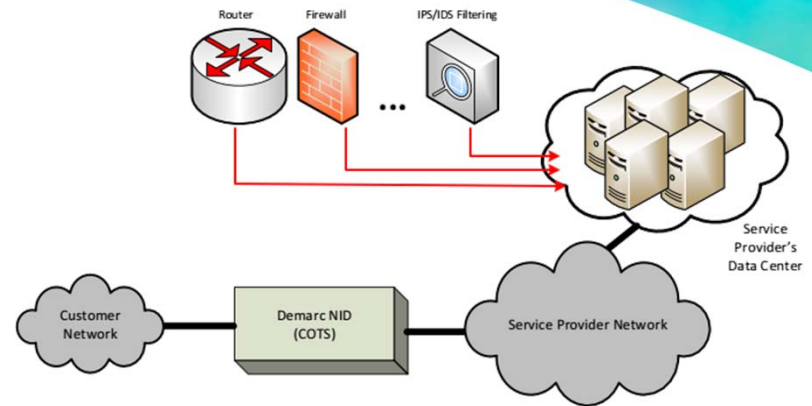 Router
Firewall
IPS/IDS Filtering
...
Service
Provider's
Data Center
Customer
Network
Demarc NID
(COTS)
Service Provider Network